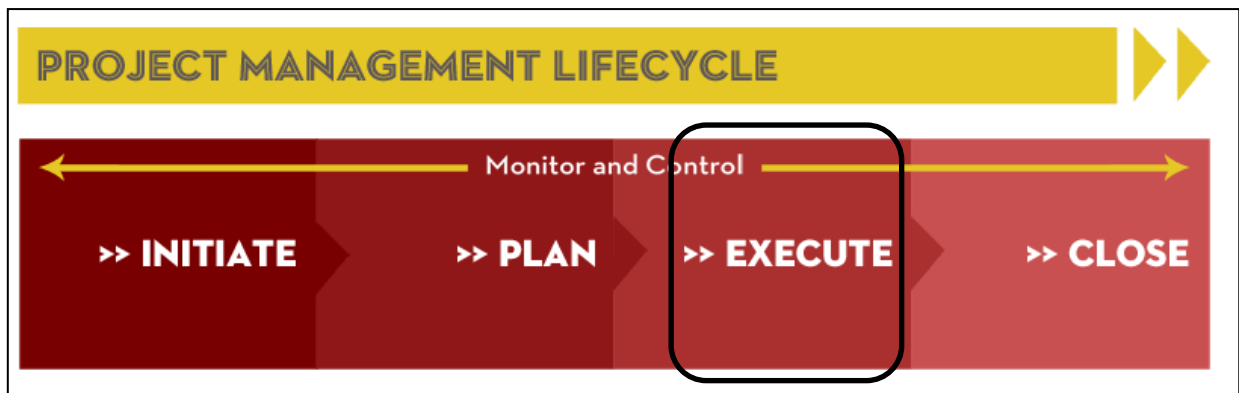 PROJECT MANAGEMENT LIFECYCLE
Monitor and Control
>> INITIATE >> PLAN >> EXECUTE >> CLOSE